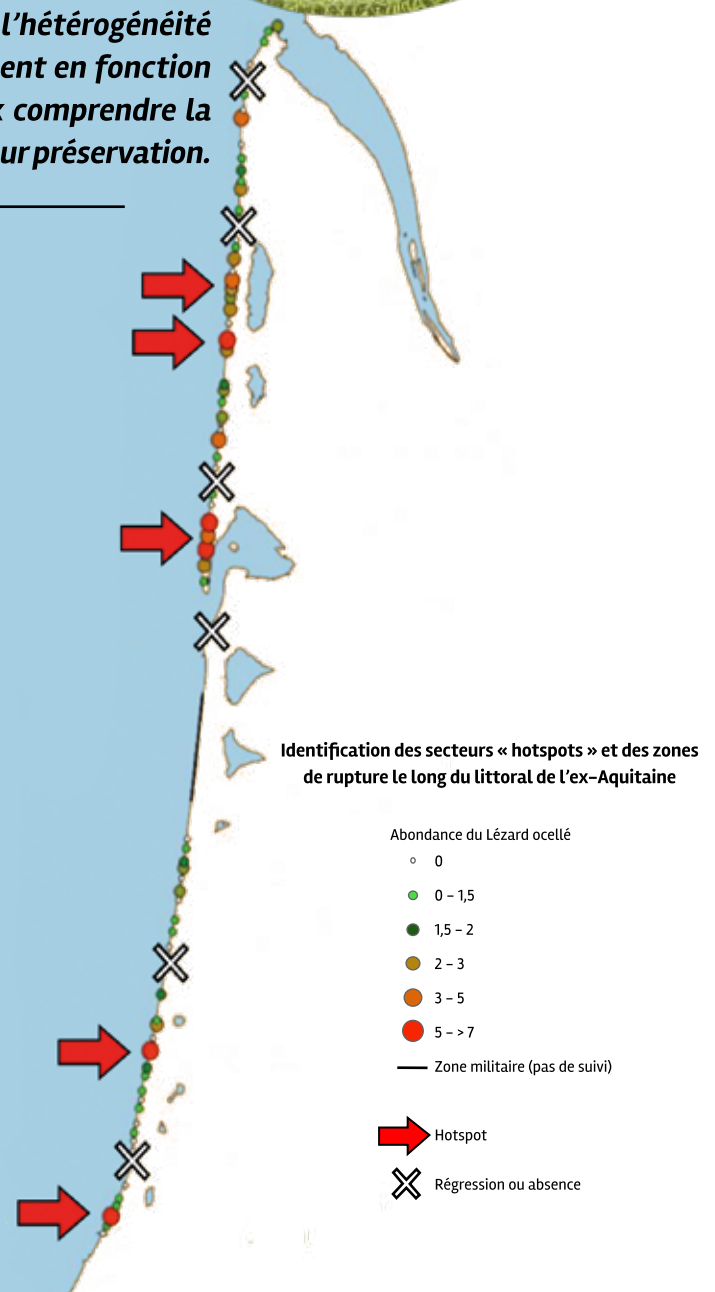 l’hétérogénéité
en fonction
comprendre la
préservation.
Identification des secteurs « hotspots » et des zones
de rupture le long du littoral de l’ex-Aquitaine
Abondance du Lézard ocellé
0
0 – 1,5
1,5 – 2
2 – 3
3 – 5
5 – > 7
Zone militaire (pas de suivi)
Hotspot
Régression ou absence